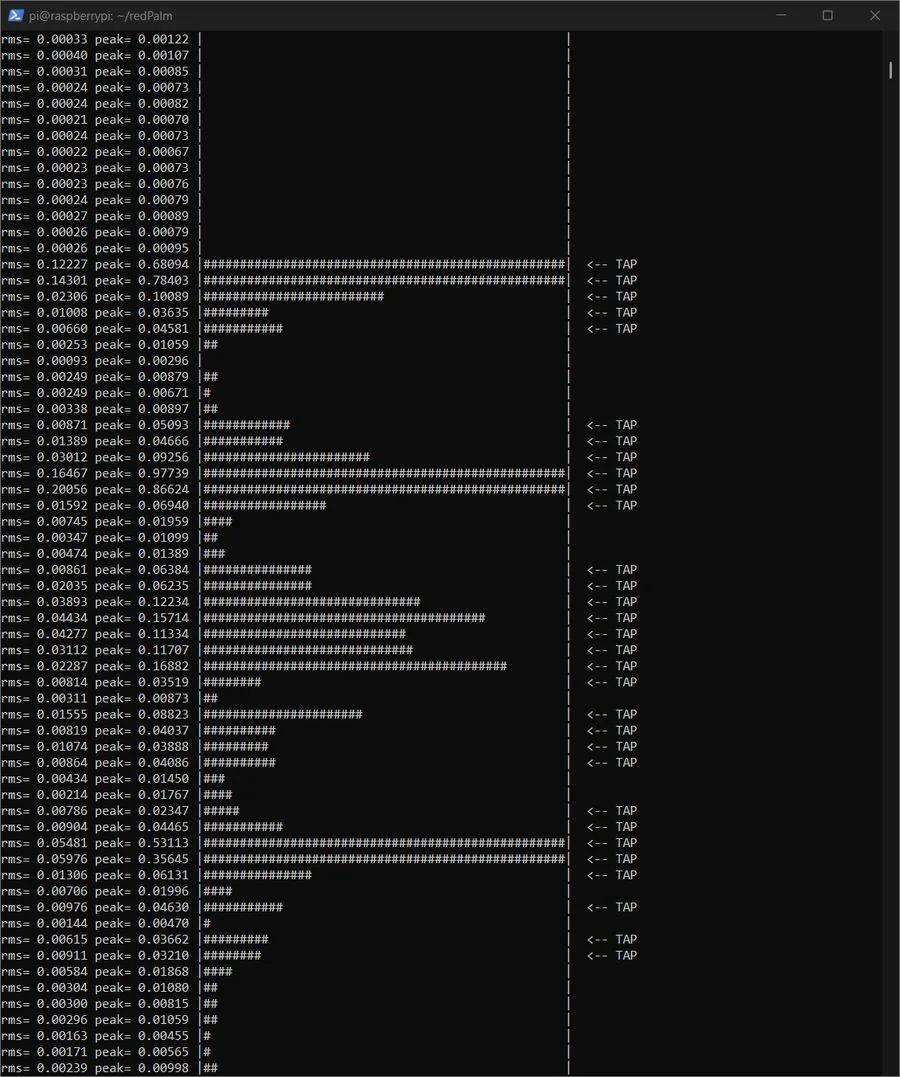 pi@raspberrypi: ~/redPalm
rms= 0.00033 peak= 0.00122 |                                                  |
rms= 0.00040 peak= 0.00107 |                                                  |
rms= 0.00031 peak= 0.00085 |                                                  |
rms= 0.00024 peak= 0.00073 |                                                  |
rms= 0.00024 peak= 0.00082 |                                                  |
rms= 0.00021 peak= 0.00070 |                                                  |
rms= 0.00024 peak= 0.00073 |                                                  |
rms= 0.00022 peak= 0.00067 |                                                  |
rms= 0.00023 peak= 0.00073 |                                                  |
rms= 0.00023 peak= 0.00076 |                                                  |
rms= 0.00024 peak= 0.00079 |                                                  |
rms= 0.00027 peak= 0.00089 |                                                  |
rms= 0.00026 peak= 0.00079 |                                                  |
rms= 0.00026 peak= 0.00095 |                                                  |
rms= 0.12227 peak= 0.68094 |##################################################|  <-- TAP
rms= 0.14301 peak= 0.78403 |##################################################|  <-- TAP
rms= 0.02306 peak= 0.10089 |#########################                         |  <-- TAP
rms= 0.01008 peak= 0.03635 |#########                                         |  <-- TAP
rms= 0.00660 peak= 0.04581 |###########                                       |  <-- TAP
rms= 0.00253 peak= 0.01059 |##                                                |
rms= 0.00093 peak= 0.00296 |                                                  |
rms= 0.00249 peak= 0.00879 |##                                                |
rms= 0.00249 peak= 0.00671 |#                                                 |
rms= 0.00338 peak= 0.00897 |##                                                |
rms= 0.00871 peak= 0.05093 |############                                      |  <-- TAP
rms= 0.01389 peak= 0.04666 |###########                                       |  <-- TAP
rms= 0.03012 peak= 0.09256 |#######################                           |  <-- TAP
rms= 0.16467 peak= 0.97739 |##################################################|  <-- TAP
rms= 0.20056 peak= 0.86624 |##################################################|  <-- TAP
rms= 0.01592 peak= 0.06940 |#################                                 |  <-- TAP
rms= 0.00745 peak= 0.01959 |####                                              |
rms= 0.00347 peak= 0.01099 |##                                                |
rms= 0.00474 peak= 0.01389 |###                                               |
rms= 0.00861 peak= 0.06384 |###############                                   |  <-- TAP
rms= 0.02035 peak= 0.06235 |###############                                   |  <-- TAP
rms= 0.03893 peak= 0.12234 |##############################                    |  <-- TAP
rms= 0.04434 peak= 0.15714 |#######################################           |  <-- TAP
rms= 0.04277 peak= 0.11334 |############################                      |  <-- TAP
rms= 0.03112 peak= 0.11707 |#############################                     |  <-- TAP
rms= 0.02287 peak= 0.16882 |##########################################        |  <-- TAP
rms= 0.00814 peak= 0.03519 |########                                          |  <-- TAP
rms= 0.00311 peak= 0.00873 |##                                                |
rms= 0.01555 peak= 0.08823 |######################                            |  <-- TAP
rms= 0.00819 peak= 0.04037 |##########                                        |  <-- TAP
rms= 0.01074 peak= 0.03888 |#########                                         |  <-- TAP
rms= 0.00864 peak= 0.04086 |##########                                        |  <-- TAP
rms= 0.00434 peak= 0.01450 |###                                               |
rms= 0.00214 peak= 0.01767 |####                                              |
rms= 0.00786 peak= 0.02347 |#####                                             |  <-- TAP
rms= 0.00904 peak= 0.04465 |###########                                       |  <-- TAP
rms= 0.05481 peak= 0.53113 |##################################################|  <-- TAP
rms= 0.05976 peak= 0.35645 |##################################################|  <-- TAP
rms= 0.01306 peak= 0.06131 |###############                                   |  <-- TAP
rms= 0.00706 peak= 0.01996 |####                                              |
rms= 0.00976 peak= 0.04630 |###########                                       |  <-- TAP
rms= 0.00144 peak= 0.00470 |#                                                 |
rms= 0.00615 peak= 0.03662 |#########                                         |  <-- TAP
rms= 0.00911 peak= 0.03210 |########                                          |  <-- TAP
rms= 0.00584 peak= 0.01868 |####                                              |
rms= 0.00304 peak= 0.01080 |##                                                |
rms= 0.00300 peak= 0.00815 |##                                                |
rms= 0.00296 peak= 0.01059 |##                                                |
rms= 0.00163 peak= 0.00455 |#                                                 |
rms= 0.00171 peak= 0.00565 |#                                                 |
rms= 0.00239 peak= 0.00998 |##                                                |